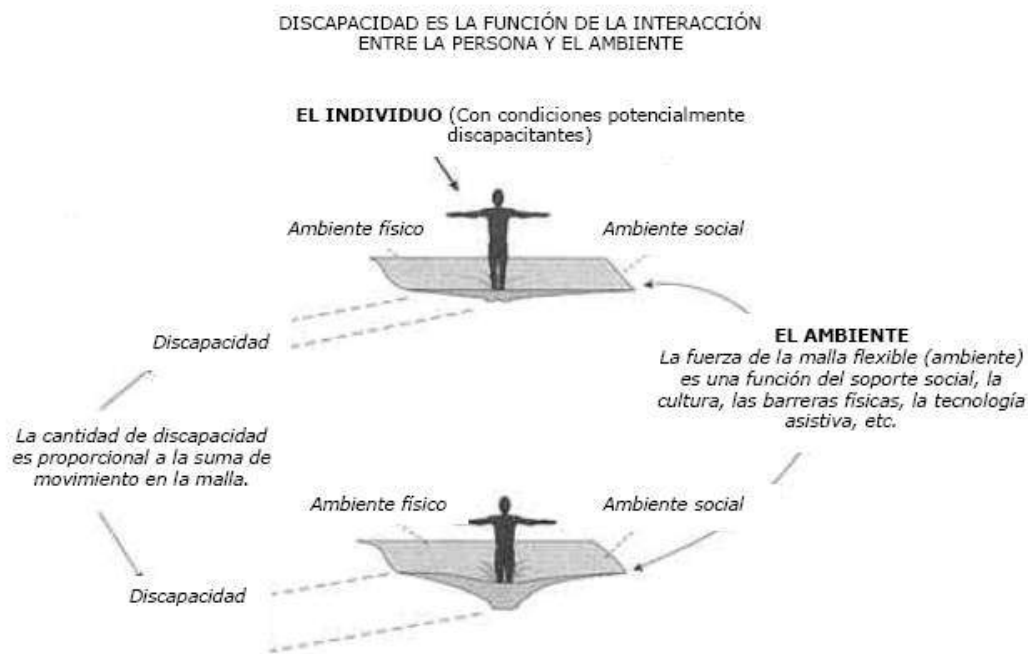 DISCAPACIDAD ES LA FUNCIÓN DE LA INTERACCIÓN
ENTRE LA PERSONA Y EL AMBIENTE
EL INDIVIDUO (Con condiciones potencialmente
discapacitantes)
Ambiente físico
Ambiente social
Discapacidad
EL AMBIENTE
La fuerza de la malla flexible (ambiente)
es una función del soporte social, la
cultura, las barreras físicas, la tecnología
asistiva, etc.
La cantidad de discapacidad
es proporcional a la suma de
movimiento en la malla.
Ambiente físico
Ambiente social
Discapacidad